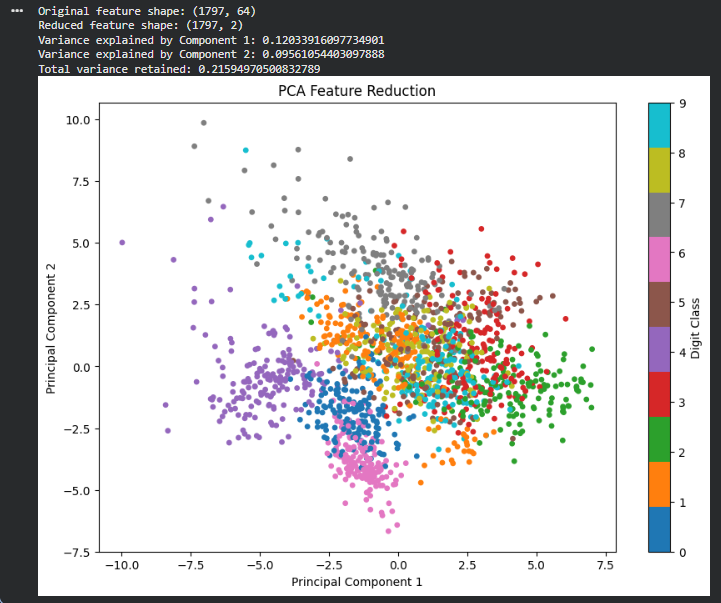 Original feature shape: (1797, 64)
Reduced feature shape: (1797, 2)
Variance explained by Component 1: 0.12033916097734901
Variance explained by Component 2: 0.09561054403097888
Total variance retained: 0.21594970500832789
PCA Feature Reduction
10.0
7.5
5.0
2.5
0.0
−2.5
−5.0
−7.5
Principal Component 2
−10.0 −7.5 −5.0 −2.5 0.0 2.5 5.0 7.5
Principal Component 1
9
8
7
6
5
4
3
2
1
0
Digit Class